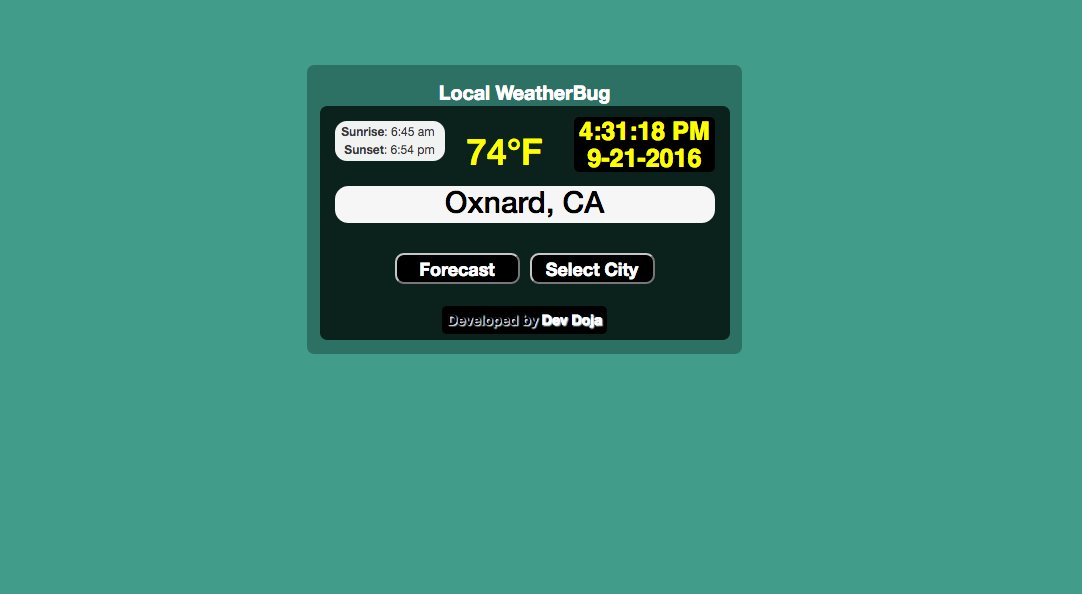 Local WeatherBug
Sunrise: 6:45 am
Sunset: 6:54 pm
74°F
4:31:18 PM
9-21-2016
Oxnard, CA
Forecast
Select City
Developed by Dev Doja